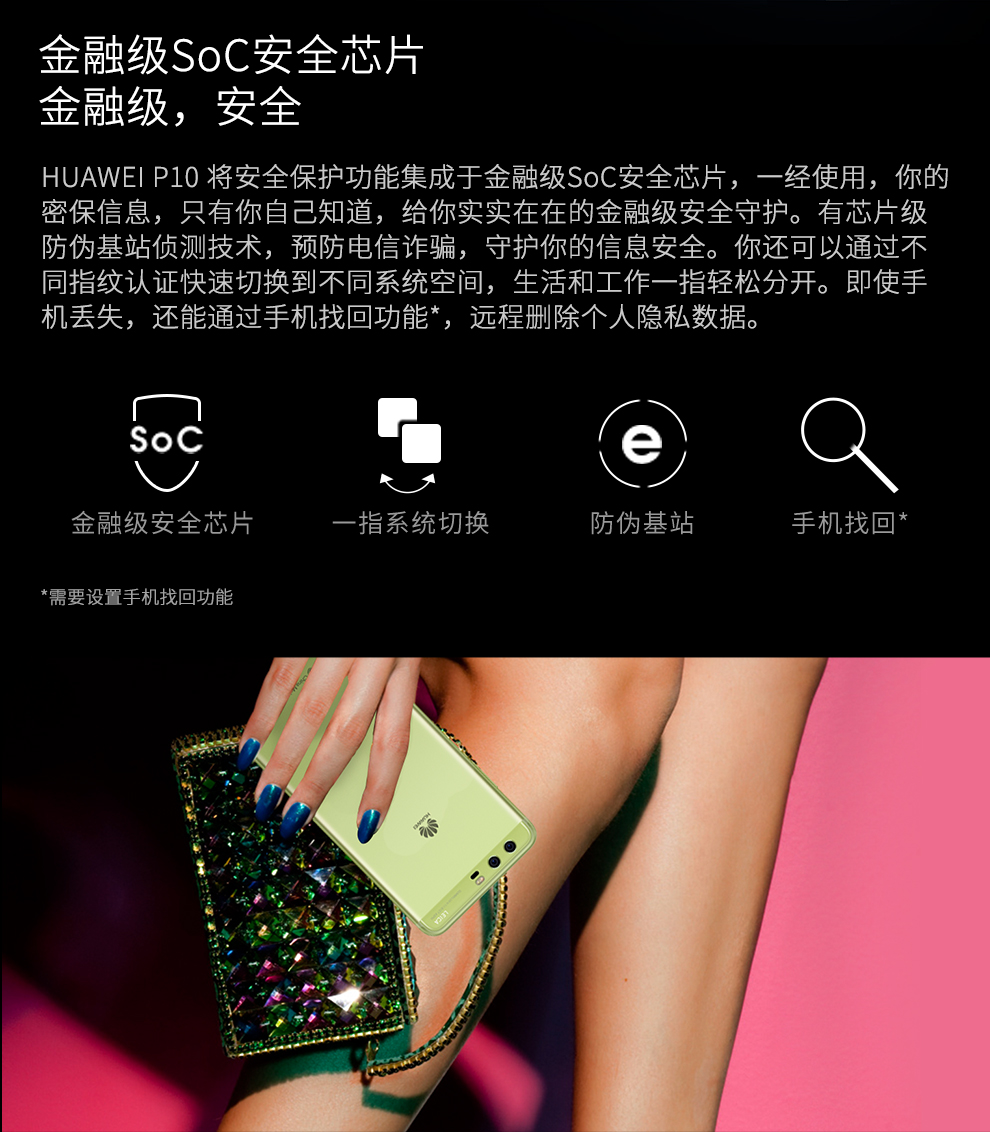 金融级SoC安全芯片
金融级，安全
HUAWEI P10 将安全保护功能集成于金融级SoC安全芯片，一经使用，你的
密保信息，只有你自己知道，给你实实在在的金融级安全守护。有芯片级
防伪基站侦测技术，预防电信诈骗，守护你的信息安全。你还可以通过不
同指纹认证快速切换到不同系统空间，生活和工作一指轻松分开。即使手
机丢失，还能通过手机找回功能*，远程删除个人隐私数据。
SoC
e
金融级安全芯片
一指系统切换
防伪基站
手机找回*
*需要设置手机找回功能
HUAWEI
LEICA